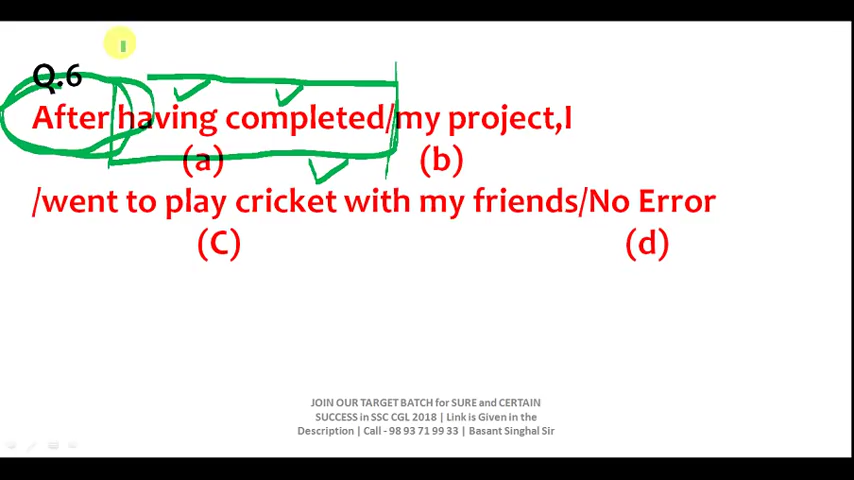 Q.6
After having completed/my project,I
(a) (b)
/went to play cricket with my friends/No Error
(C) (d)
JOIN OUR TARGET BATCH for SURE and CERTAIN
SUCCESS in SSC CGL 2018 | Link is Given in the
Description | Call - 98 93 71 99 33 | Basant Singhal Sir